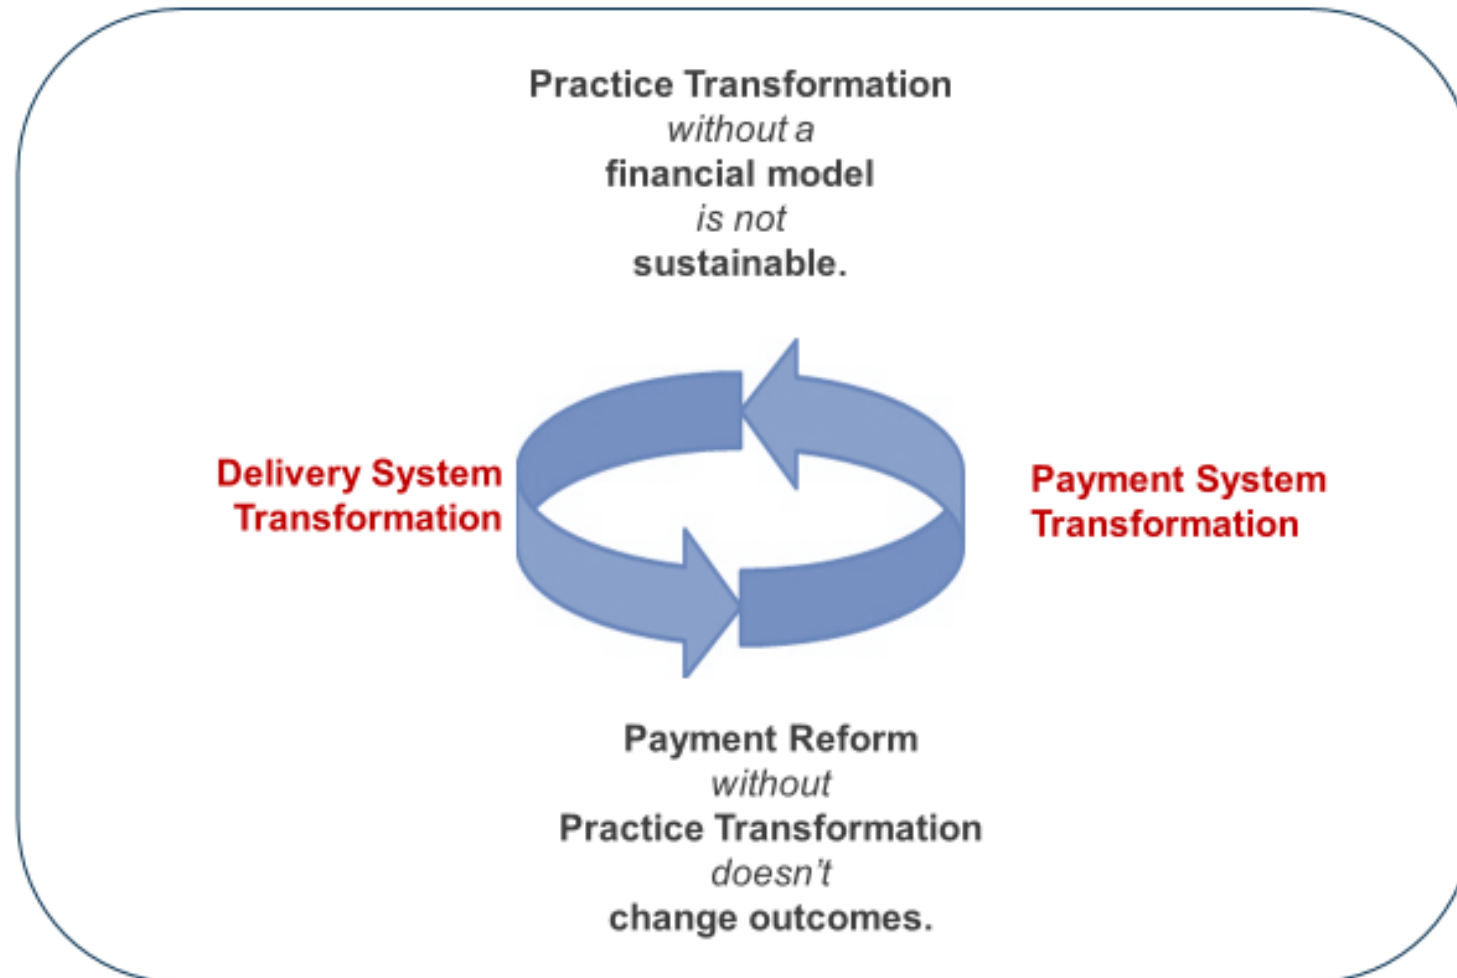 Practice Transformation
without a
financial model
is not
sustainable.
Delivery System
Transformation
Payment System
Transformation
Payment Reform
without
Practice Transformation
doesn’t
change outcomes.